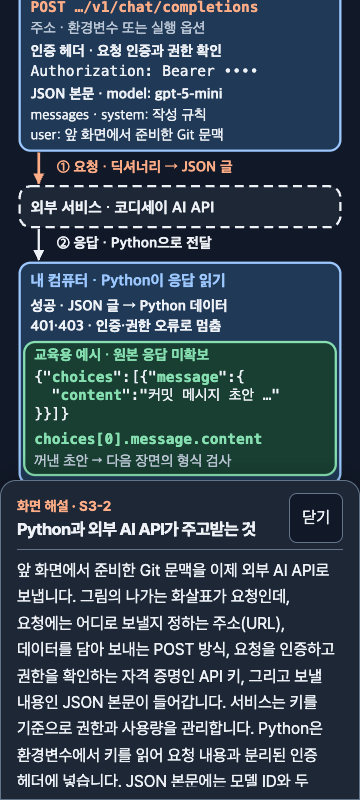 POST …/v1/chat/completions
주소 · 환경변수 또는 실행 옵션
인증 헤더 · 요청 인증과 권한 확인
Authorization: Bearer ••••
JSON 본문 · model: gpt-5-mini
messages · system: 작성 규칙
user: 앞 화면에서 준비한 Git 문맥
① 요청 · 딕셔너리 → JSON 글
외부 서비스 · 코디세이 AI API
② 응답 · Python으로 전달
내 컴퓨터 · Python이 응답 읽기
성공 · JSON 글 → Python 데이터
401·403 · 인증·권한 오류로 멈춤
교육용 예시 · 원본 응답 미확보
{"choices":[{"message":{
"content":"커밋 메시지 초안 …"
}}]}
choices[0].message.content
꺼낸 초안 → 다음 장면의 형식 검사
화면 해설 · S3-2
Python과 외부 AI API가 주고받는 것
닫기
앞 화면에서 준비한 Git 문맥을 이제 외부 AI API로
보냅니다. 그림의 나가는 화살표가 요청인데,
요청에는 어디로 보낼지 정하는 주소(URL),
데이터를 담아 보내는 POST 방식, 요청을 인증하고
권한을 확인하는 자격 증명인 API 키, 그리고 보낼
내용인 JSON 본문이 들어갑니다. 서비스는 키를
기준으로 권한과 사용량을 관리합니다. Python은
환경변수에서 키를 읽어 요청 내용과 분리된 인증
헤더에 넣습니다. JSON 본문에는 모델 ID와 두